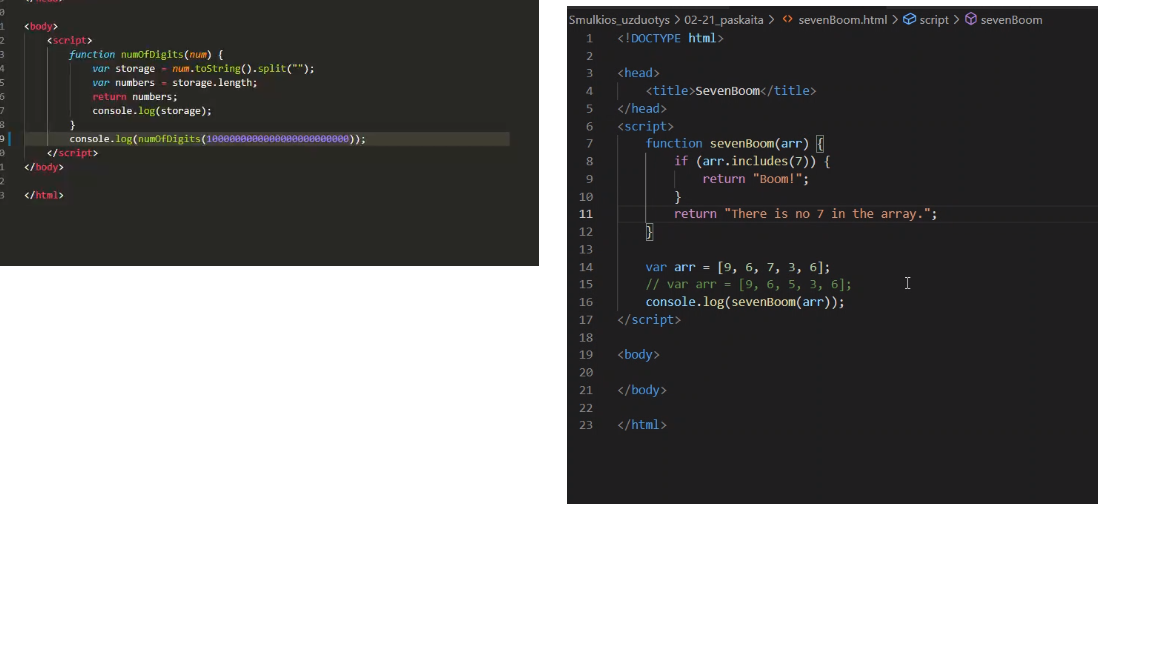 </head>
0
1 <body>
2 <script>
3 function numOfDigits(num) {
4 var storage = num.toString().split("");
5 var numbers = storage.length;
6 return numbers;
7 console.log(storage);
8 }
9 console.log(numOfDigits(1000000000000000000000000));
0 </script>
1 </body>
2
3 </html>
Smulkios_uzduotys > 02-21_paskaita > sevenBoom.html > script > sevenBoom
1 <!DOCTYPE html>
2
3 <head>
4 <title>SevenBoom</title>
5 </head>
6 <script>
7 function sevenBoom(arr) {
8 if (arr.includes(7)) {
9 return "Boom!";
10 }
11 return "There is no 7 in the array.";
12 }
13
14 var arr = [9, 6, 7, 3, 6];
15 // var arr = [9, 6, 5, 3, 6];
16 console.log(sevenBoom(arr));
17 </script>
18
19 <body>
20
21 </body>
22
23 </html>